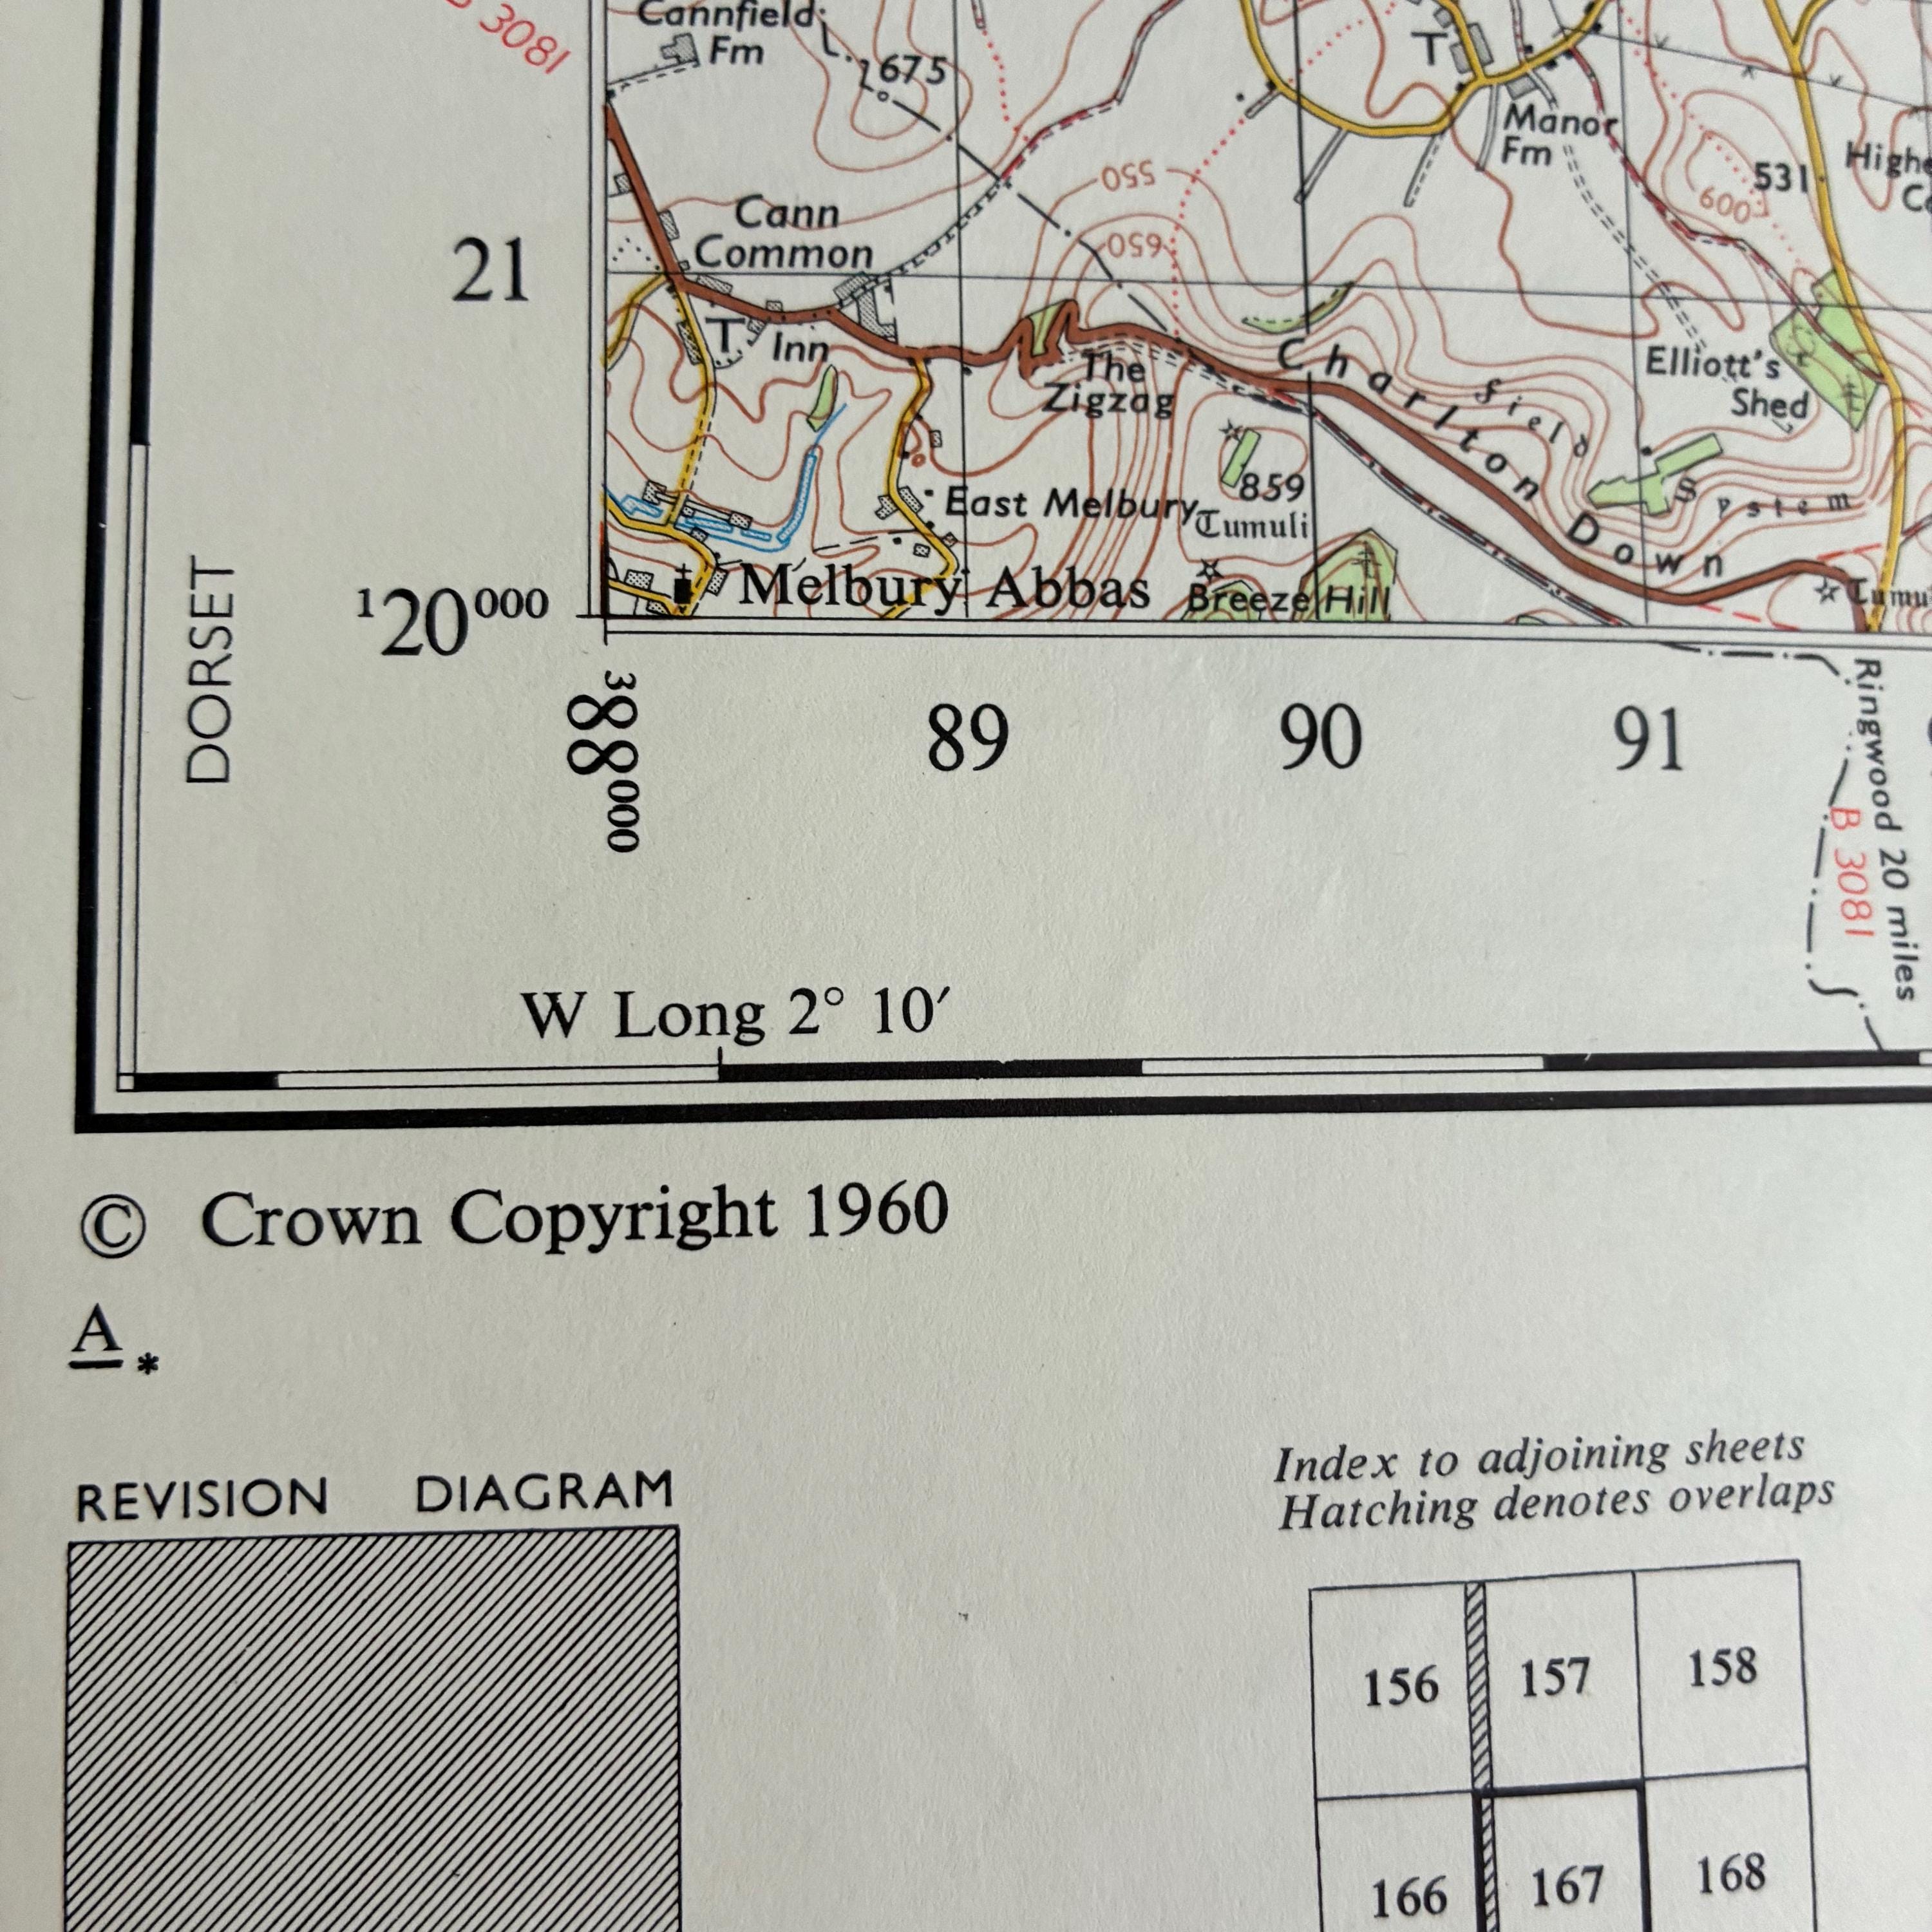 B 3081
Cannfield
Fm
675
T
Manor
Fm
550
531
600
Cann
Common
650
21
T
Inn
The
Zigzag
Charlton
Down
Field
System
Elliott's
Shed
859
Tumuli
East Melbury
Melbury Abbas
Breeze Hill
DORSET
120000
388000
89
90
91
Ringwood 20 miles
B 3081
W Long 2° 10′
© Crown Copyright 1960
A *
REVISION DIAGRAM
Index to adjoining sheets
Hatching denotes overlaps
156 157 158
166 167 168